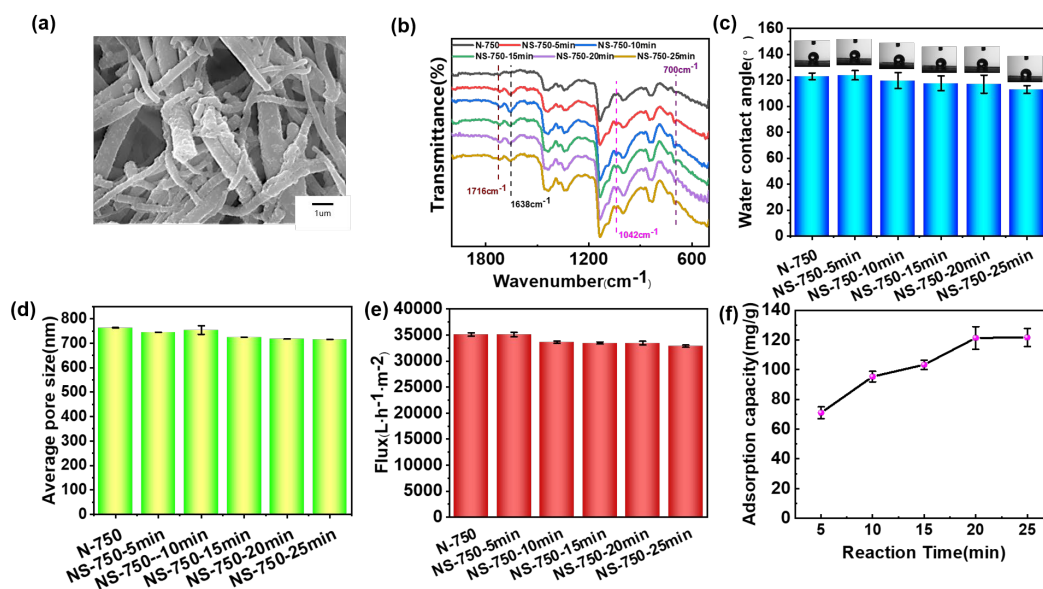 (a)
1um
(b)
N-750 NS-750-5min NS-750-10min
NS-750-15min NS-750-20min NS-750-25min
700cm-1
1716cm-1
1638cm-1
1042cm-1
Transmittance(%)
1800 1200 600
Wavenumber(cm-1)
(c)
Water contact angle(°)
160
140
120
100
80
60
40
20
0
N-750
NS-750-5min
NS-750-10min
NS-750-15min
NS-750-20min
NS-750-25min
(d)
Average pore size(nm)
800
700
600
500
400
300
200
100
0
N-750
NS-750-5min
NS-750--10min
NS-750-15min
NS-750-20min
NS-750-25min
(e)
Flux(L·h-1·m-2)
40000
35000
30000
25000
20000
15000
10000
5000
0
N-750
NS-750-5min
NS-750-10min
NS-750-15min
NS-750-20min
NS-750-25min
(f)
Adsorption capacity(mg/g)
140
120
100
80
60
40
20
0
5 10 15 20 25
Reaction Time(min)